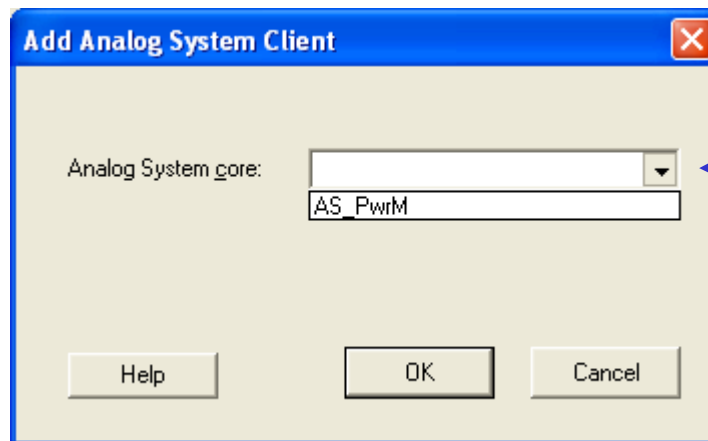 Add Analog System Client
Analog System core:
AS_PwrM
Help
OK
Cancel